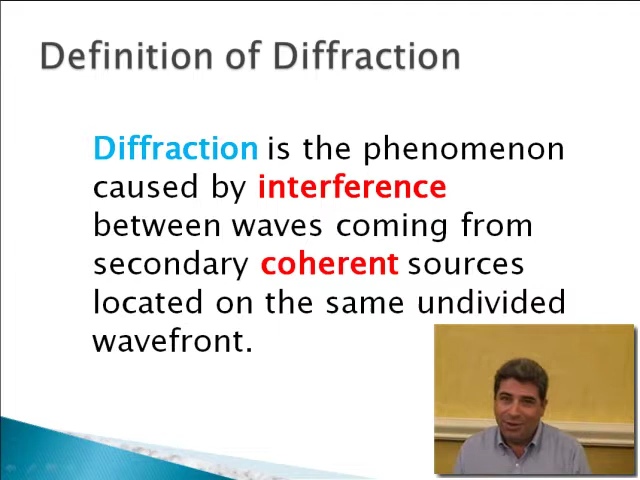 Definition of Diffraction
Diffraction is the phenomenon
caused by interference
between waves coming from
secondary coherent sources
located on the same undivided
wavefront.